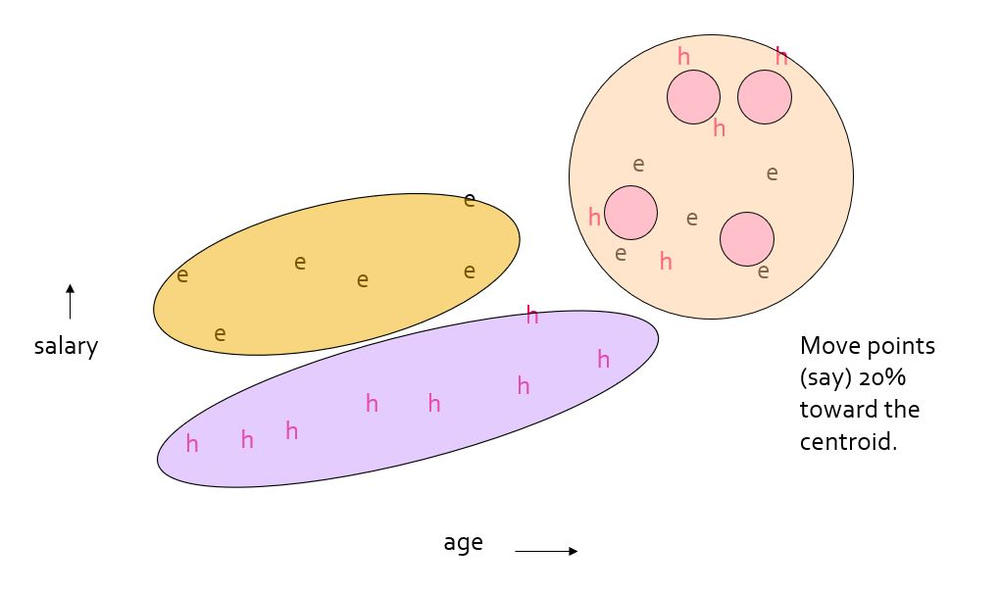 h h
h
e e
h e
e h e
e
e e e e
e
h
h
h
h h
h h h
salary
Move points
(say) 20%
toward the
centroid.
age